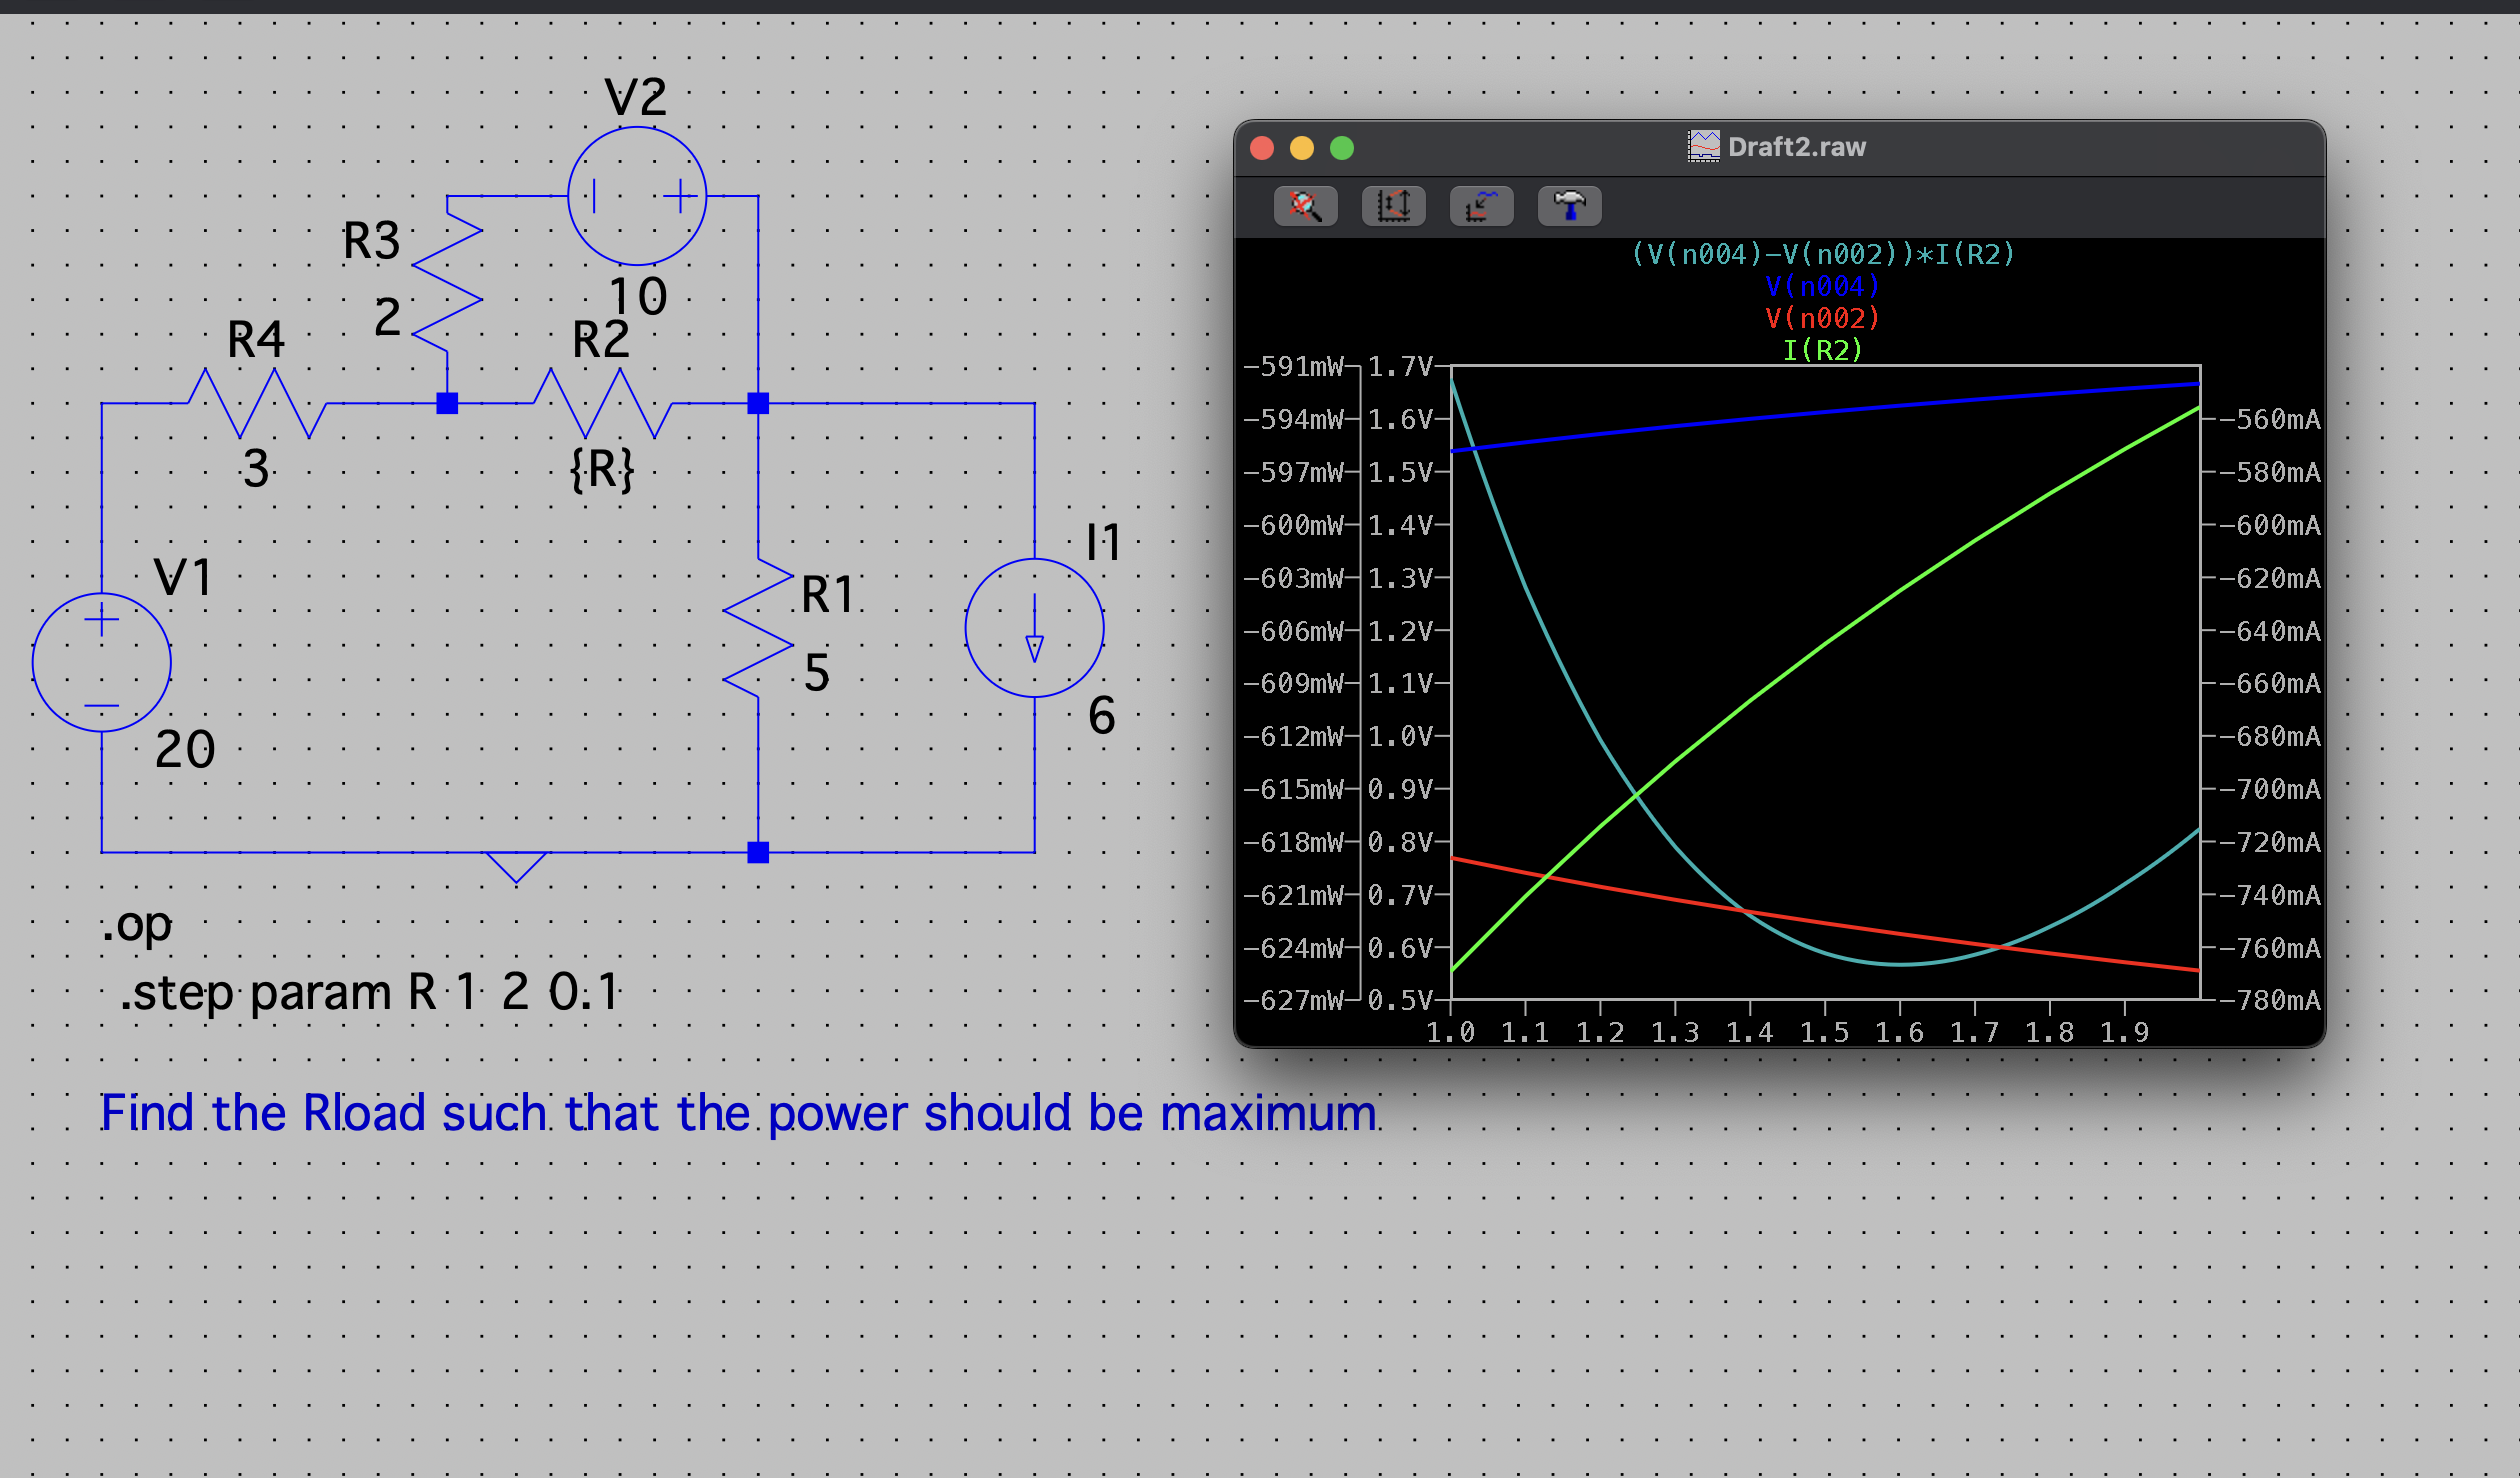 V2
10
R3
2
R4
3
R2
{R}
V1
20
R1
5
I1
6
.op
.step param R 1 2 0.1
Find the Rload such that the power should be maximum
Draft2.raw
(V(n004)−V(n002))*I(R2)
V(n004)
V(n002)
I(R2)
−591mW 1.7V
−594mW 1.6V −560mA
−597mW 1.5V −580mA
−600mW 1.4V −600mA
−603mW 1.3V −620mA
−606mW 1.2V −640mA
−609mW 1.1V −660mA
−612mW 1.0V −680mA
−615mW 0.9V −700mA
−618mW 0.8V −720mA
−621mW 0.7V −740mA
−624mW 0.6V −760mA
−627mW 0.5V −780mA
1.0 1.1 1.2 1.3 1.4 1.5 1.6 1.7 1.8 1.9